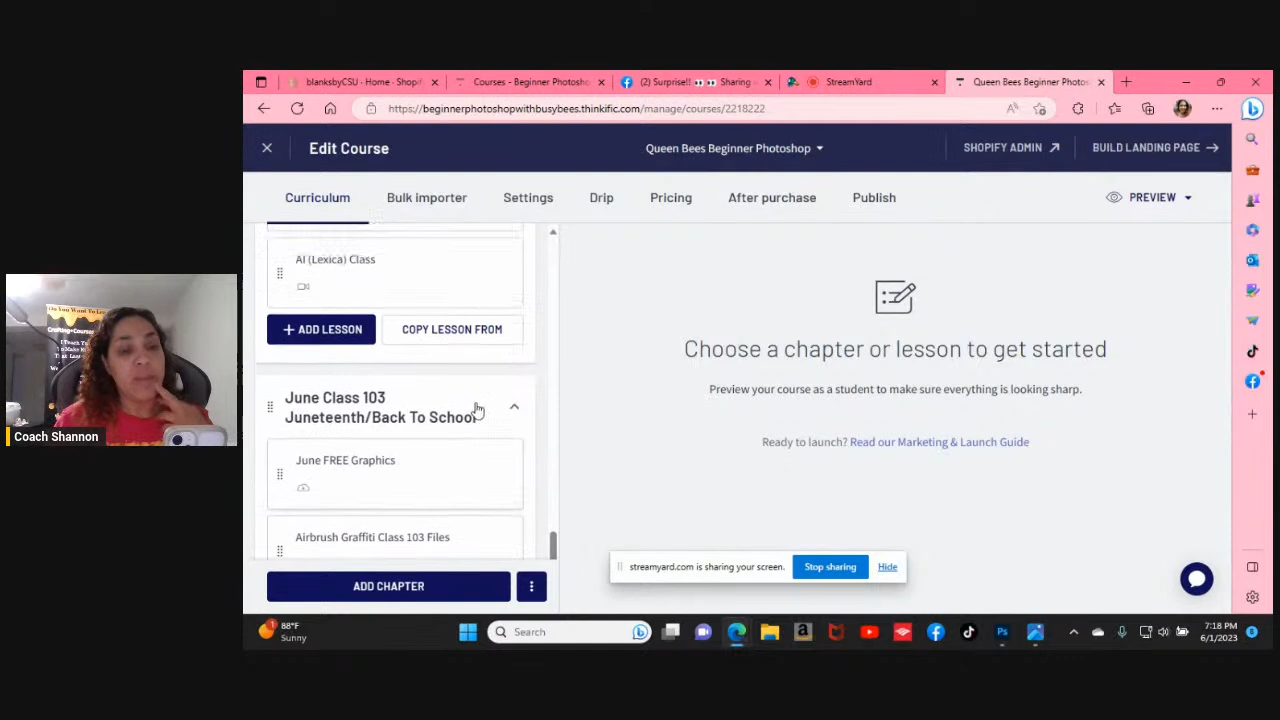 blanksbyCSU - Home - Shopif
Courses - Beginner Photosho
(2) Surprise!! 👀 👀 Sharing
StreamYard
Queen Bees Beginner Photos
https://beginnerphotoshopwithbusybees.thinkific.com/manage/courses/2218222
Edit Course
Queen Bees Beginner Photoshop
SHOPIFY ADMIN
BUILD LANDING PAGE
Curriculum
Bulk importer
Settings
Drip
Pricing
After purchase
Publish
PREVIEW
AI (Lexica) Class
+ ADD LESSON
COPY LESSON FROM
June Class 103
Juneteenth/Back To School
June FREE Graphics
Airbrush Graffiti Class 103 Files
ADD CHAPTER
Choose a chapter or lesson to get started
Preview your course as a student to make sure everything is looking sharp.
Ready to launch? Read our Marketing & Launch Guide
streamyard.com is sharing your screen.
Stop sharing
Hide
Coach Shannon
1
88°F
Sunny
Search
Ps
7:18 PM
6/1/2023
8